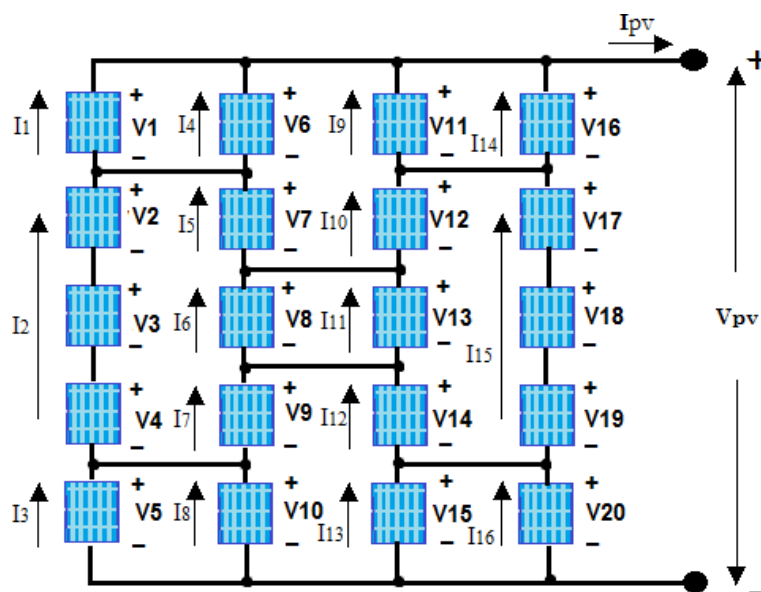 Ipv
+
I1 + V1 − I4 + V6 − I9 + V11 − I14 + V16 −
I2 + V2 − I5 + V7 − I10 + V12 − I15 + V17 −
+ V3 − I6 + V8 − I11 + V13 − + V18 −
Vpv
+ V4 − I7 + V9 − I12 + V14 − + V19 −
I3 + V5 − I8 + V10 − I13 + V15 − I16 + V20 −
−